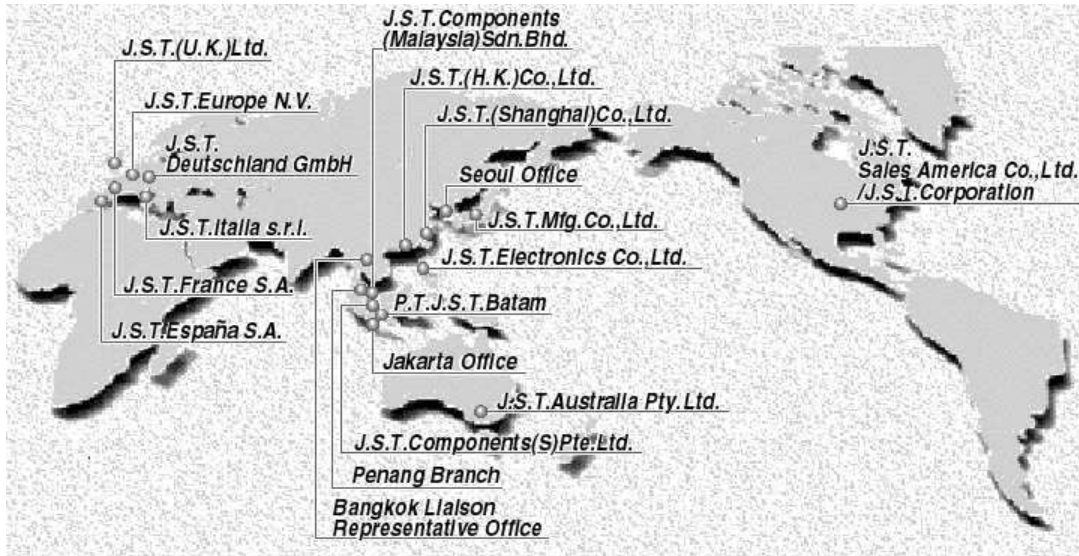 J.S.T.Components
(Malaysia)Sdn.Bhd.
J.S.T.(U.K.)Ltd.
J.S.T.(H.K.)Co.,Ltd.
J.S.T.Europe N.V.
J.S.T.(Shanghai)Co.,Ltd.
J.S.T.
Deutschland GmbH
J.S.T.
Sales America Co.,Ltd.
/J.S.T.Corporation
Seoul Office
J.S.T.Mfg.Co.,Ltd.
J.S.T.Italia s.r.l.
J.S.T.Electronics Co.,Ltd.
J.S.T.France S.A.
P.T.J.S.T.Batam
J.S.T.España S.A.
Jakarta Office
J.S.T.Australia Pty.Ltd.
J.S.T.Components(S)Pte.Ltd.
Penang Branch
Bangkok Liaison
Representative Office